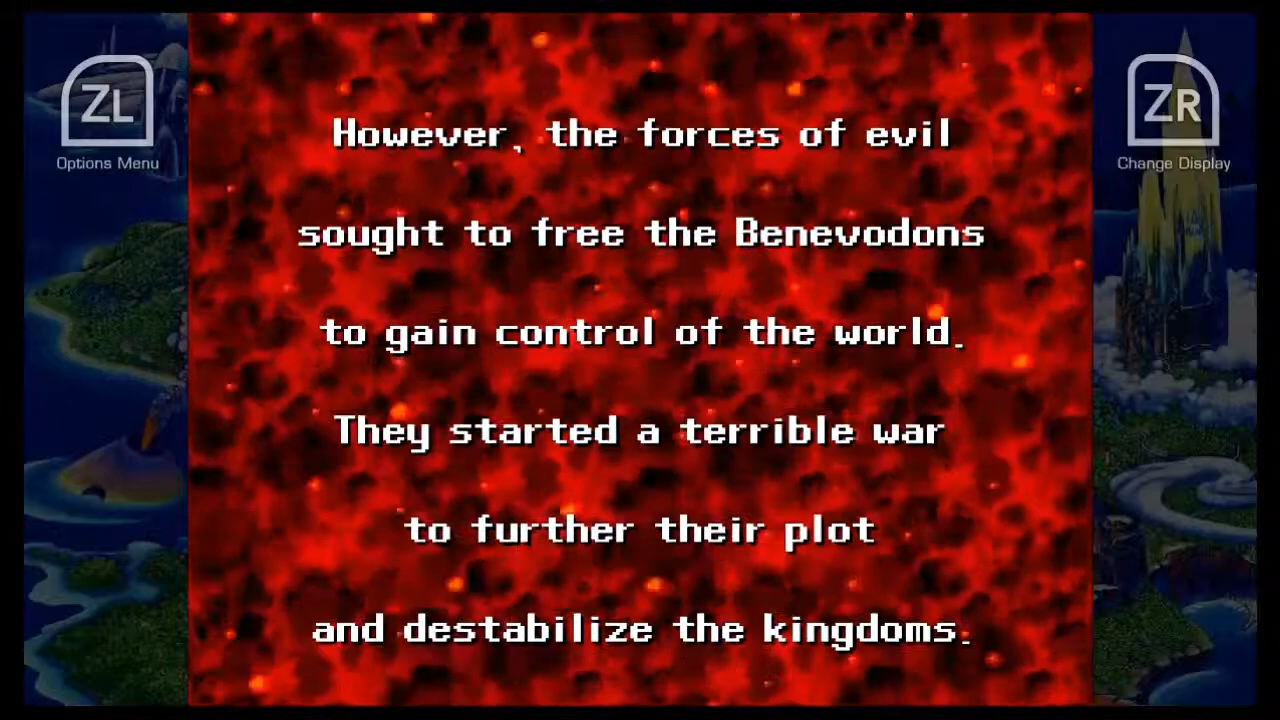 ZL
Options Menu
ZR
Change Display
However, the forces of evil
sought to free the Benevodons
to gain control of the world.
They started a terrible war
to further their plot
and destabilize the kingdoms.